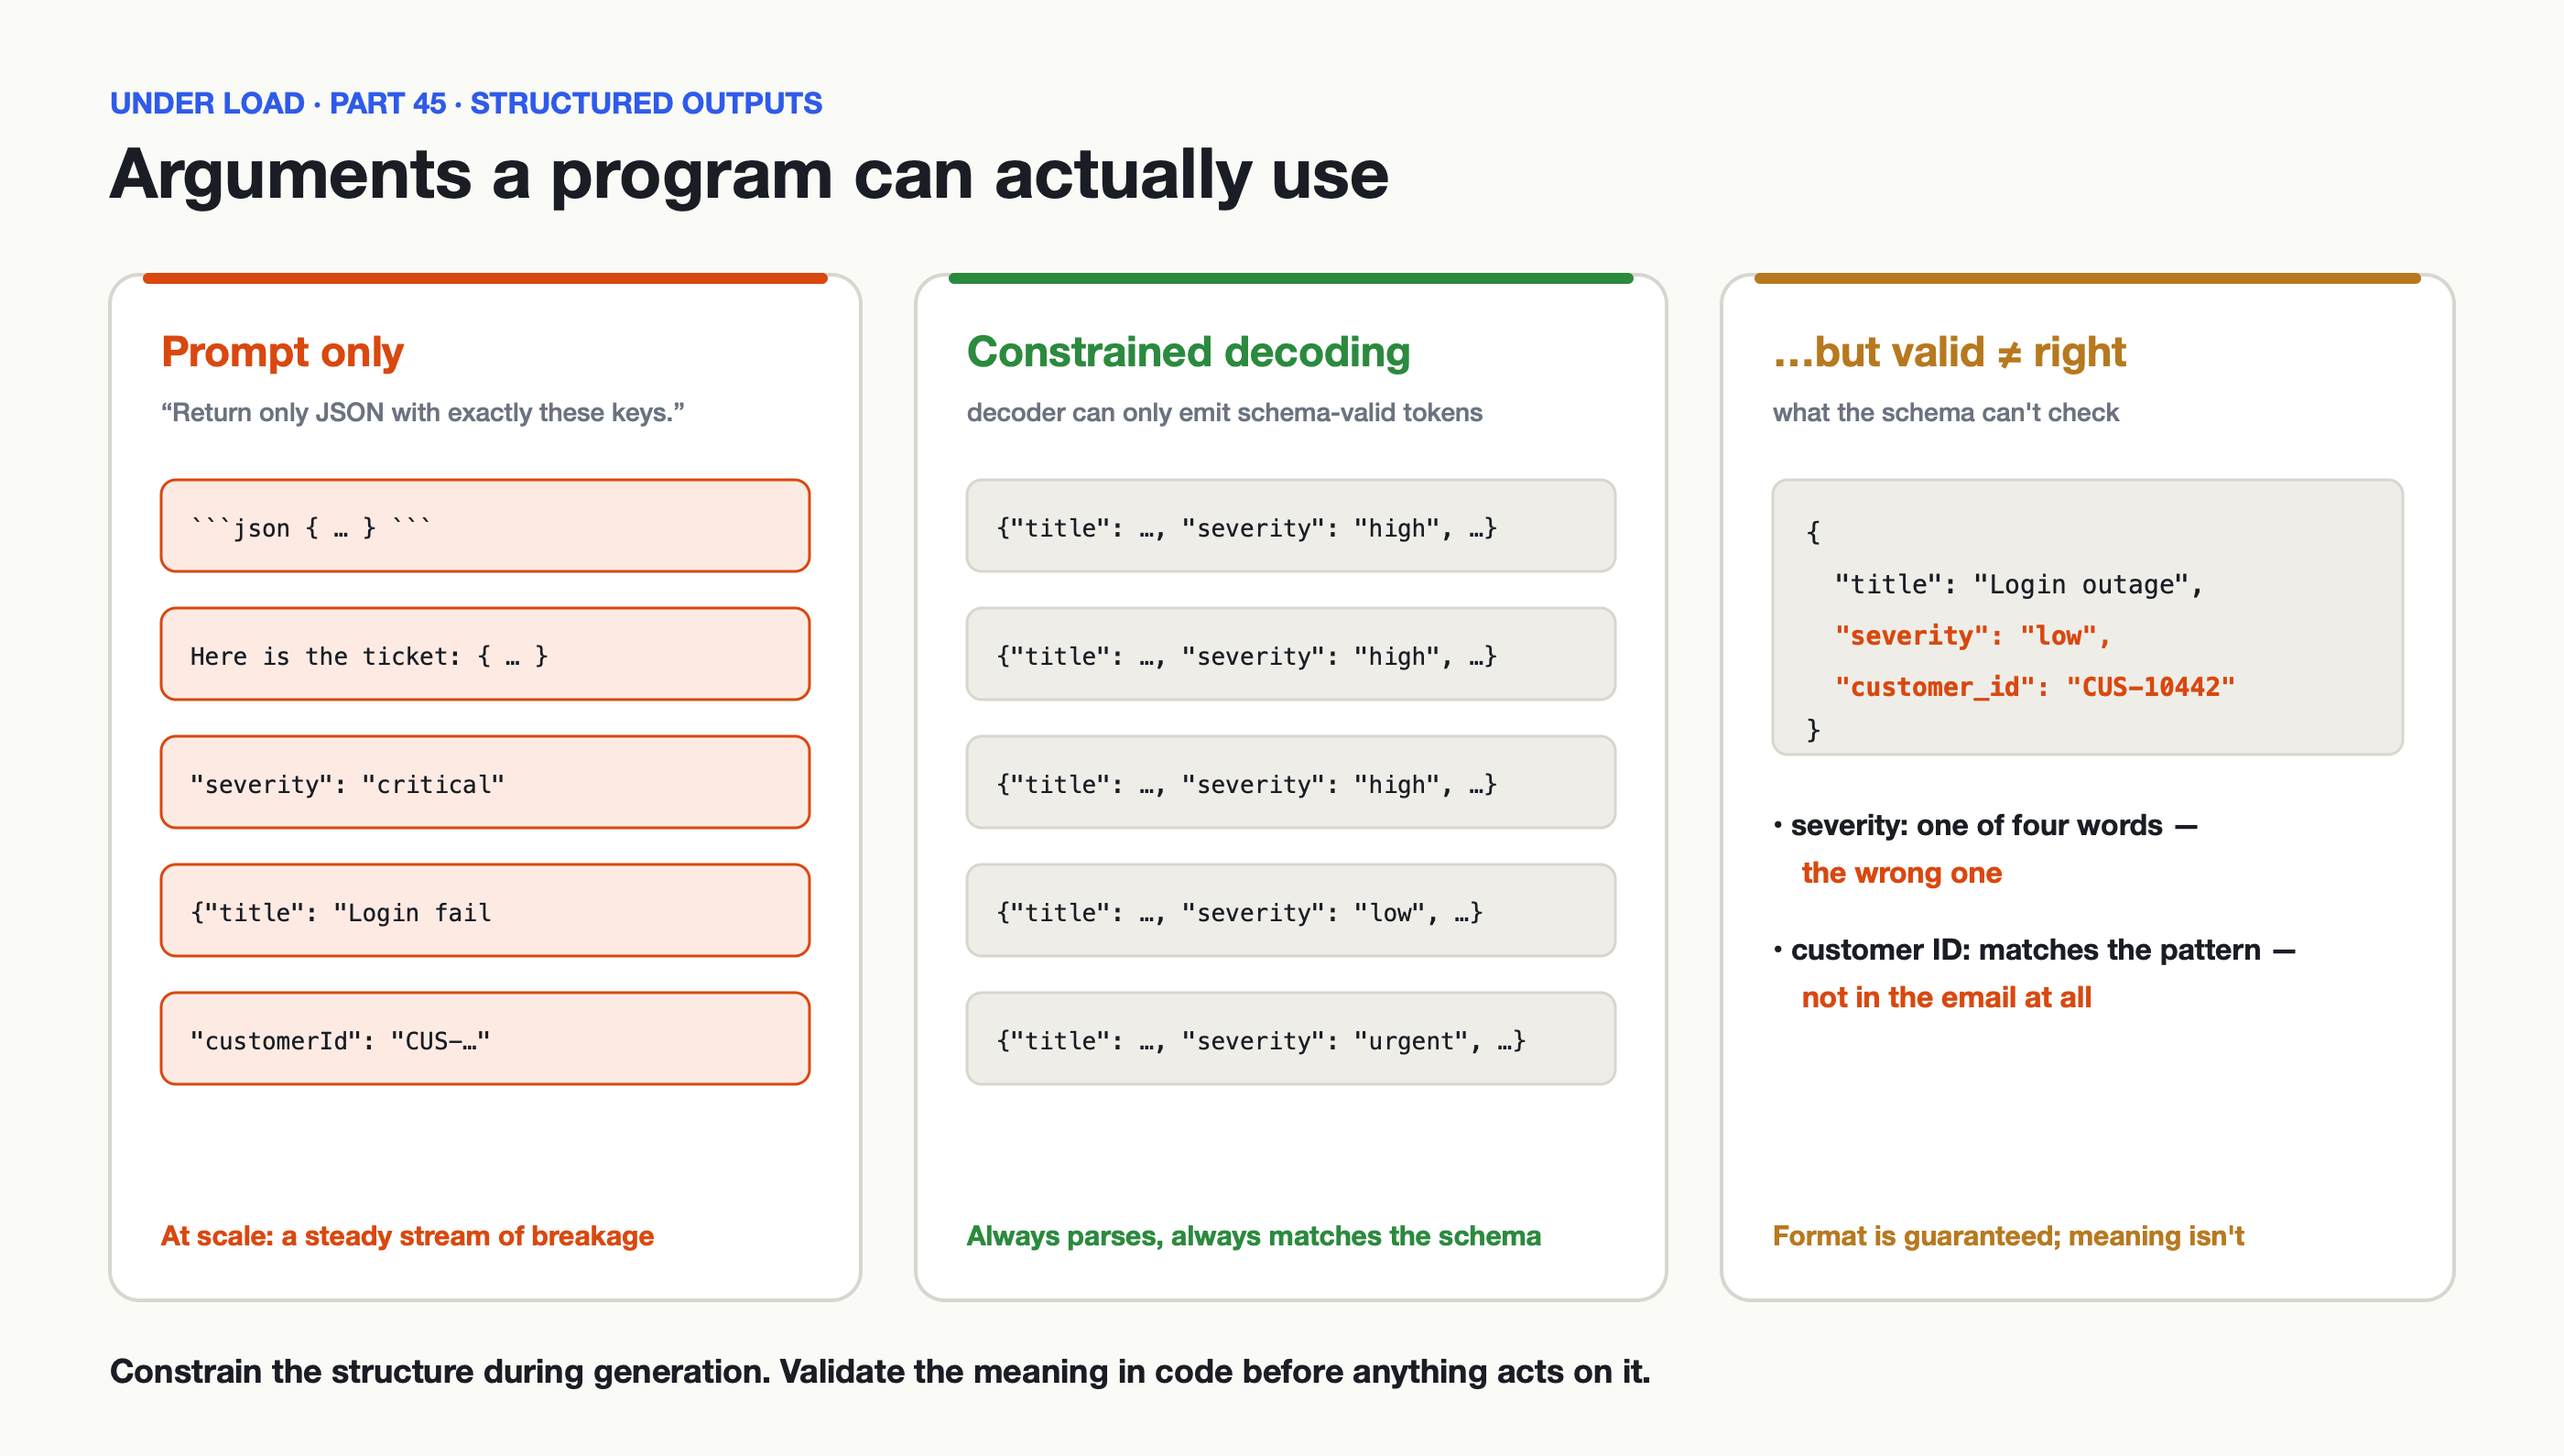 UNDER LOAD · PART 45 · STRUCTURED OUTPUTS
Arguments a program can actually use
Prompt only
“Return only JSON with exactly these keys.”
```json { … } ```
Here is the ticket: { … }
"severity": "critical"
{"title": "Login fail
"customerId": "CUS-…"
At scale: a steady stream of breakage
Constrained decoding
decoder can only emit schema-valid tokens
{"title": …, "severity": "high", …}
{"title": …, "severity": "high", …}
{"title": …, "severity": "high", …}
{"title": …, "severity": "low", …}
{"title": …, "severity": "urgent", …}
Always parses, always matches the schema
…but valid ≠ right
what the schema can't check
{
"title": "Login outage",
"severity": "low",
"customer_id": "CUS-10442"
}
• severity: one of four words —
the wrong one
• customer ID: matches the pattern —
not in the email at all
Format is guaranteed; meaning isn't
Constrain the structure during generation. Validate the meaning in code before anything acts on it.